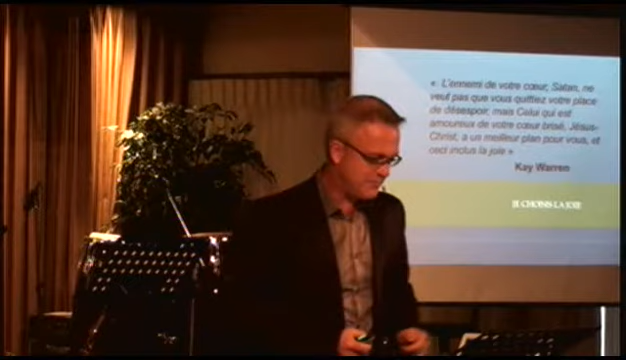 « L'ennemi de votre cœur, Satan, ne
veut pas que vous quittiez votre place
de désespoir, mais Celui qui est
amoureux de votre cœur brisé, Jésus-
Christ, a un meilleur plan pour vous, et
ceci inclus la joie »
Kay Warren
JE CHOISIS LA JOIE